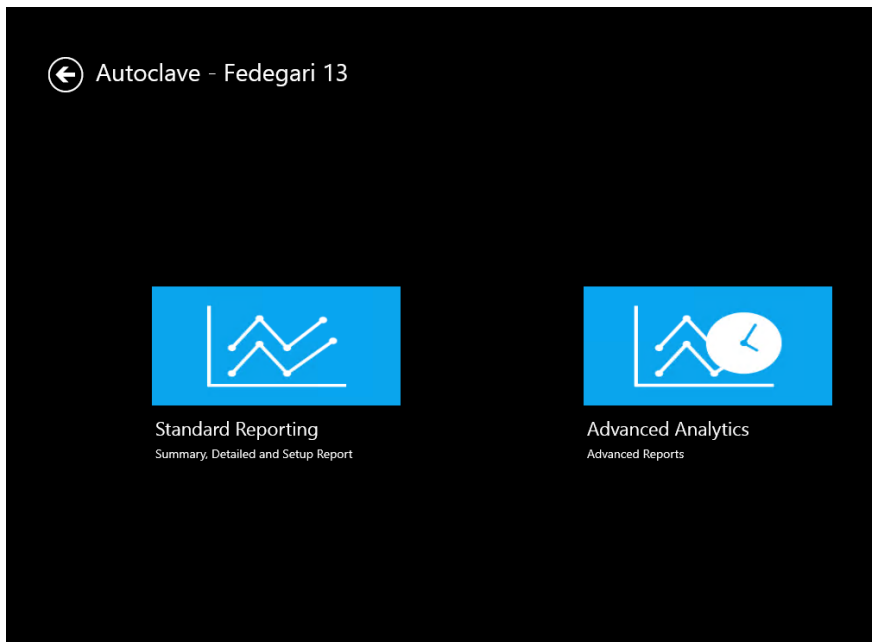 Autoclave - Fedegari 13
Standard Reporting
Summary, Detailed and Setup Report
Advanced Analytics
Advanced Reports